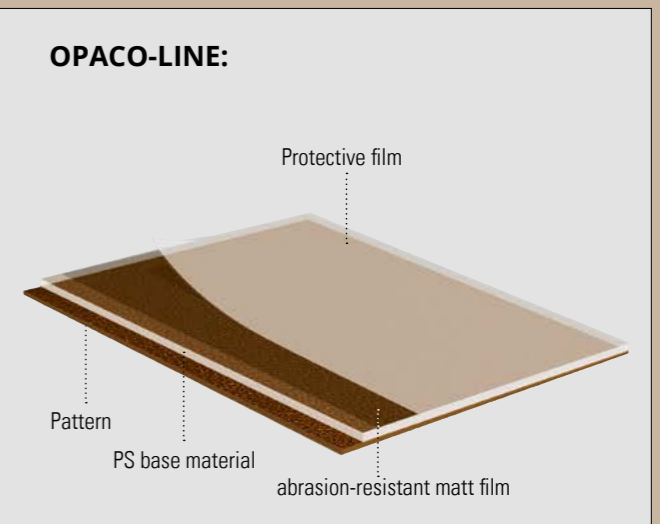 OPACO-LINE:
Protective film
Pattern
PS base material
abrasion-resistant matt film